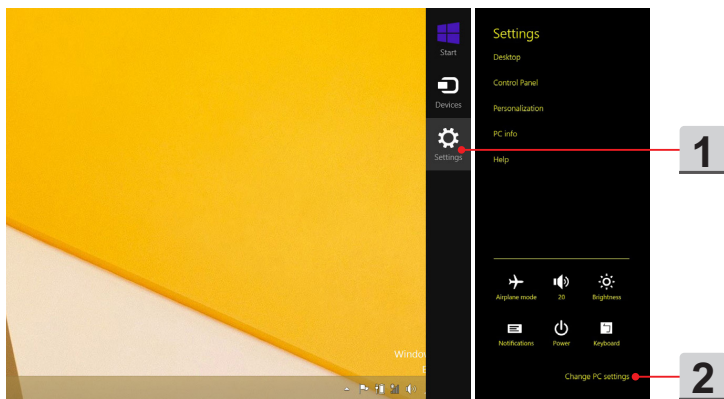 Start
Devices
Settings
Settings
Desktop
Control Panel
Personalization
PC info
Help
Airplane mode
20
Brightness
Notifications
Power
Keyboard
Change PC settings
1
2